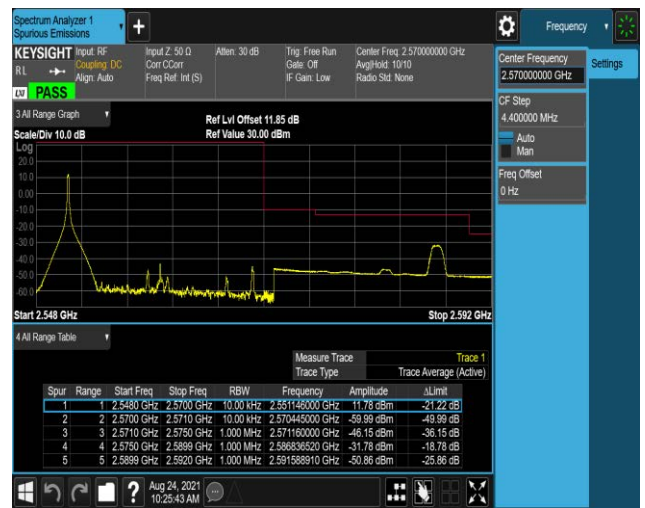 Spectrum Analyzer 1
Spurious Emissions
Frequency
KEYSIGHT Input: RF Input Z: 50 Ω Atten: 30 dB Trig: Free Run Center Freq: 2.570000000 GHz
RL Coupling: DC Corr CCorr Gate: Off Avg|Hold: 10/10
Align: Auto Freq Ref: Int (S) IF Gain: Low Radio Std: None
LXI PASS
Center Frequency
2.570000000 GHz
Settings
CF Step
4.400000 MHz
Auto
Man
Freq Offset
0 Hz
3 All Range Graph
Ref Lvl Offset 11.85 dB
Scale/Div 10.0 dB Ref Value 30.00 dBm
Log
20.0
10.0
0.00
-10.0
-20.0
-30.0
-40.0
-50.0
-60.0
Start 2.548 GHz Stop 2.592 GHz
4 All Range Table
Measure Trace Trace 1
Trace Type Trace Average (Active)
Spur Range Start Freq Stop Freq RBW Frequency Amplitude ΔLimit
1 1 2.5480 GHz 2.5700 GHz 10.00 kHz 2.551146000 GHz 11.78 dBm -21.22 dB
2 2 2.5700 GHz 2.5710 GHz 10.00 kHz 2.570445000 GHz -59.99 dBm -49.99 dB
3 3 2.5710 GHz 2.5750 GHz 1.000 MHz 2.571160000 GHz -46.15 dBm -36.15 dB
4 4 2.5750 GHz 2.5899 GHz 1.000 MHz 2.586836520 GHz -31.78 dBm -18.78 dB
5 5 2.5899 GHz 2.5920 GHz 1.000 MHz 2.591588910 GHz -50.86 dBm -25.86 dB
Aug 24, 2021
10:25:43 AM